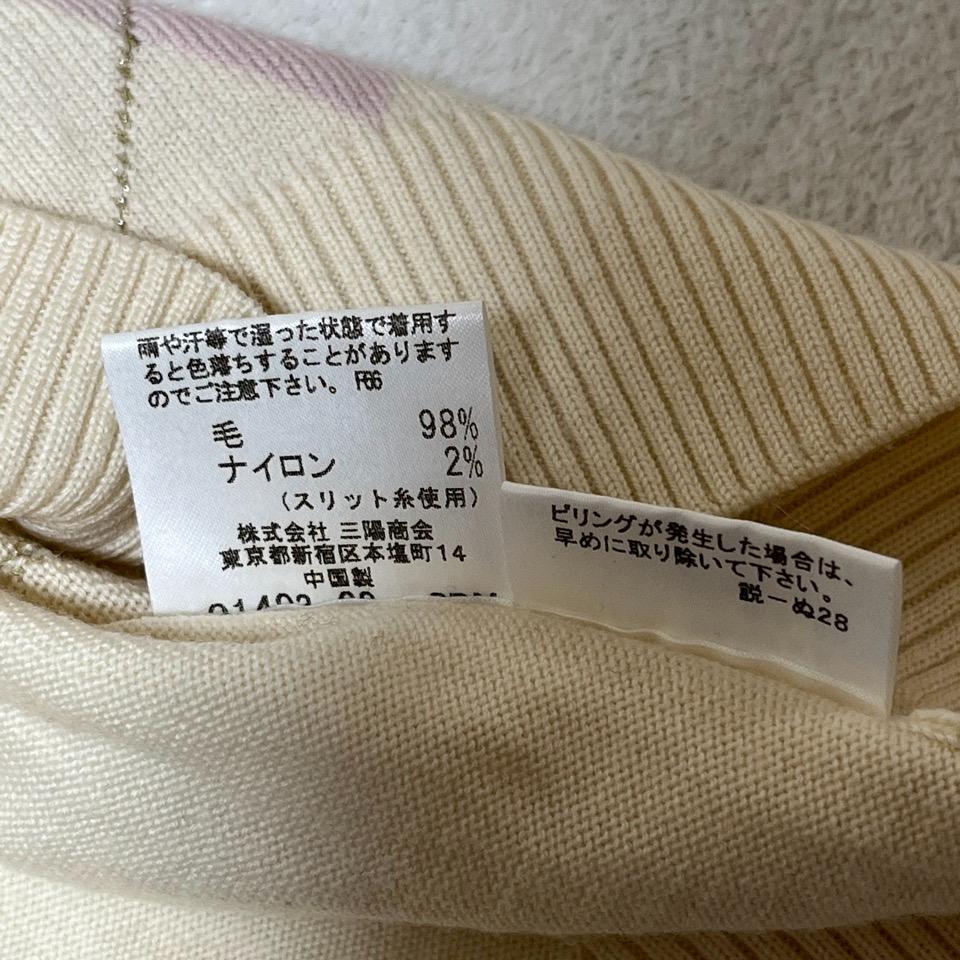 雨や汗等で湿った状態で着用す
ると色落ちすることがあります
のでご注意下さい。F66
毛 98%
ナイロン 2%
(スリット糸使用)
株式会社 三陽商会
東京都新宿区本塩町14
中国製
ピリングが発生した場合は、
早めに取り除いて下さい。
説ーぬ28